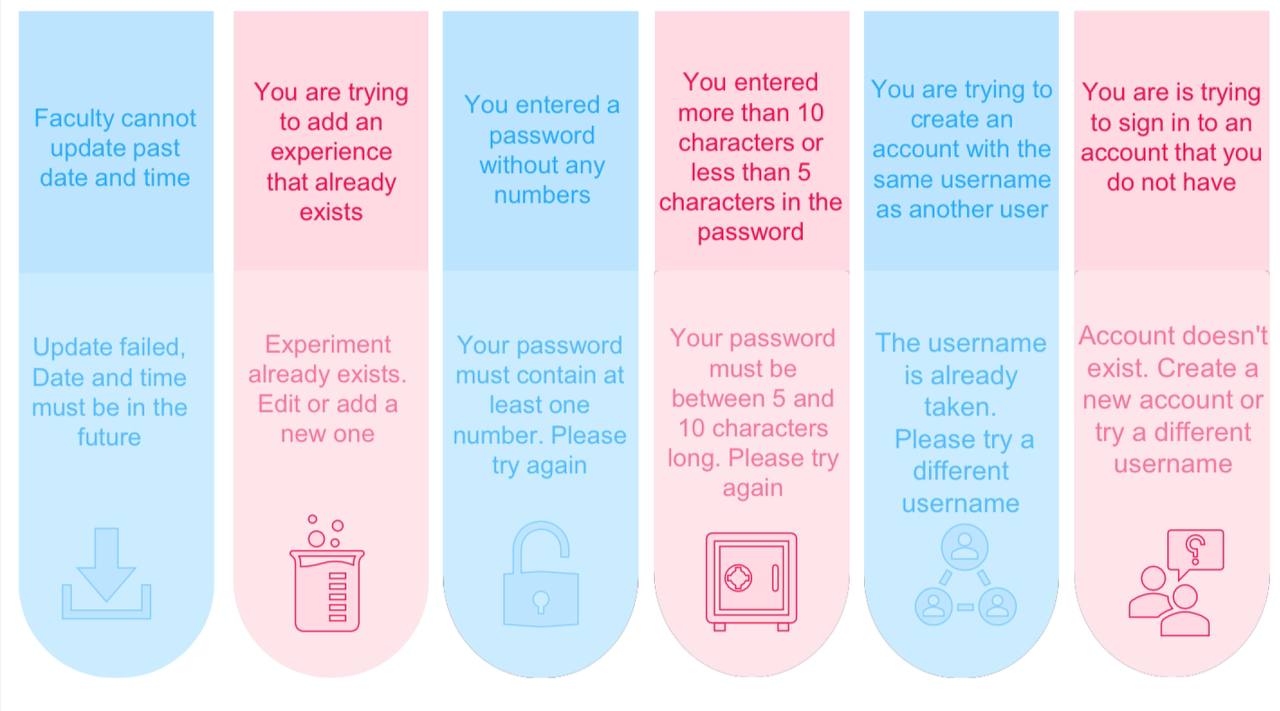 Faculty cannot
update past
date and time
Update failed,
Date and time
must be in the
future
You are trying
to add an
experience
that already
exists
Experiment
already exists.
Edit or add a
new one
You entered a
password
without any
numbers
Your password
must contain at
least one
number. Please
try again
You entered
more than 10
characters or
less than 5
characters in the
password
Your password
must be
between 5 and
10 characters
long. Please try
again
You are trying to
create an
account with the
same username
as another user
The username
is already
taken.
Please try a
different
username
You are is trying
to sign in to an
account that you
do not have
Account doesn't
exist. Create a
new account or
try a different
username
?